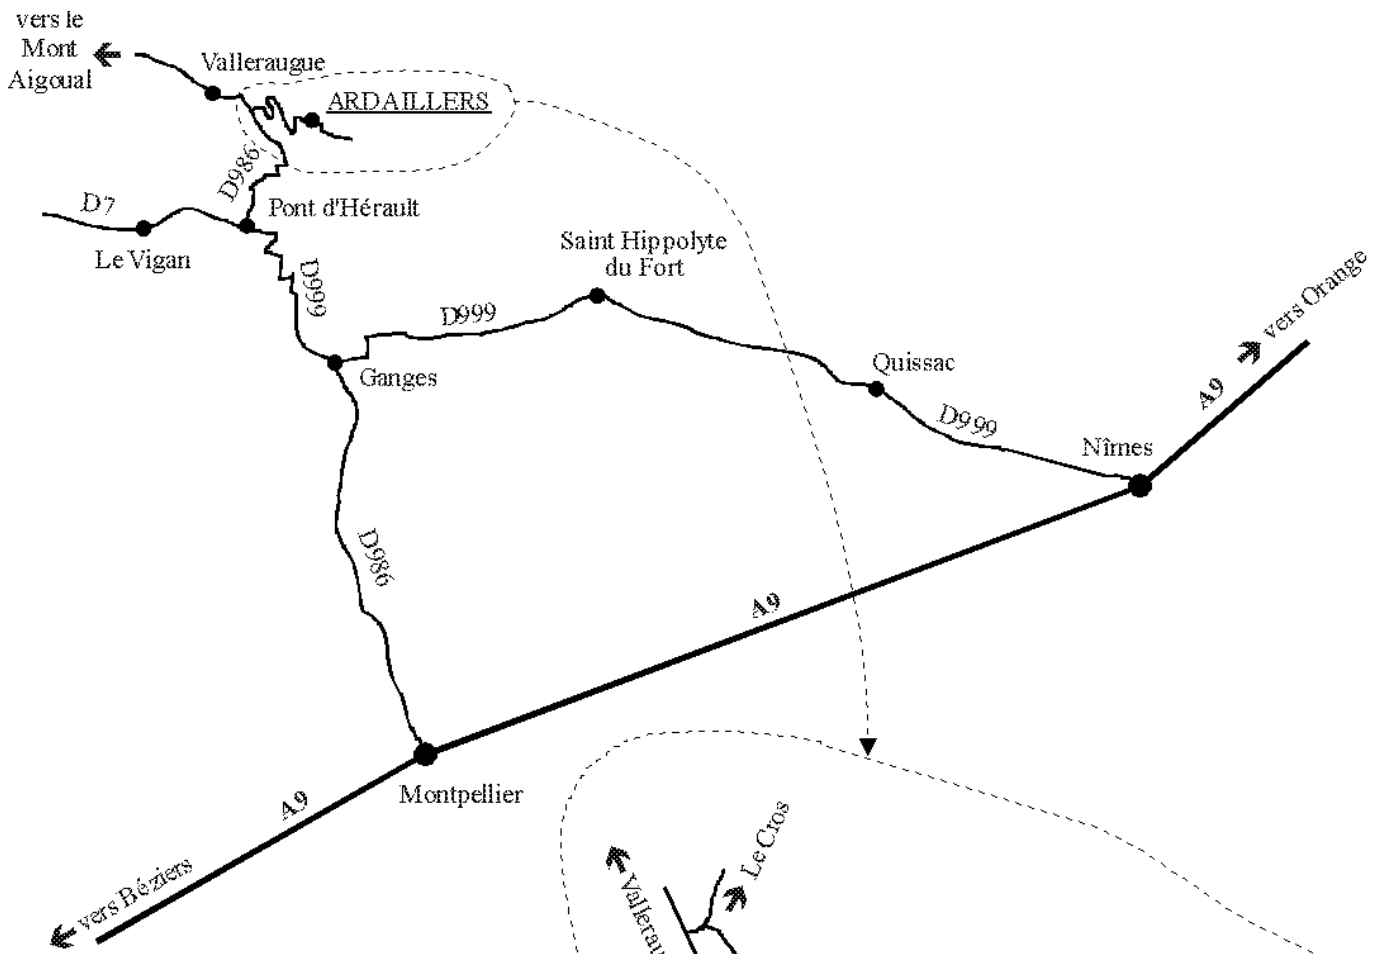 vers le
Mont
Aigoual
Valleraugue
ARDAILLERS
D986
D7
Pont d'Hérault
Le Vigan
Saint Hippolyte
du Fort
D999
D999
vers Orange
Ganges
Quissac
A9
D999
Nîmes
D986
A9
Montpellier
A9
Le Cros
vers Béziers